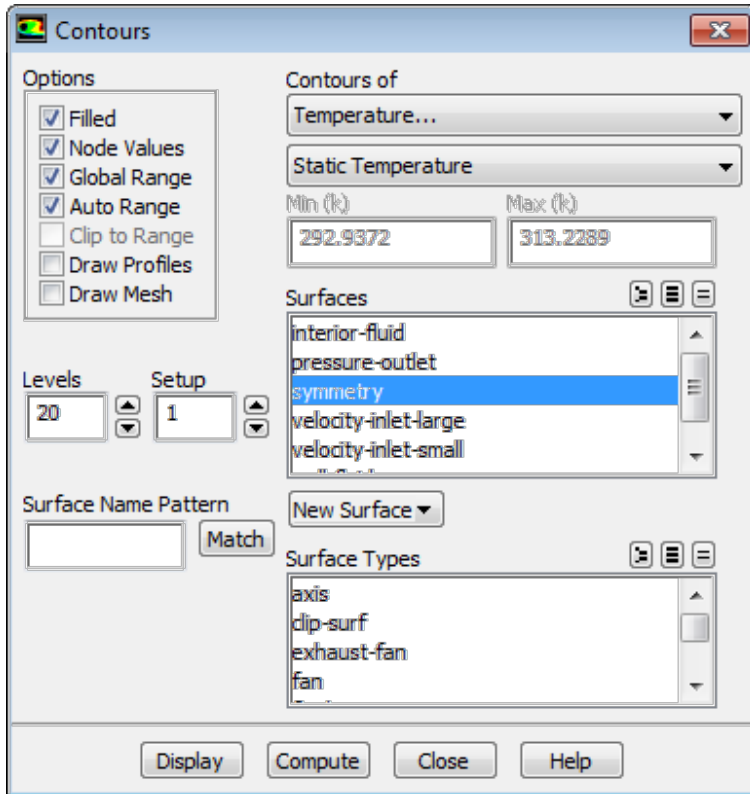 Contours
Options
Filled
Node Values
Global Range
Auto Range
Clip to Range
Draw Profiles
Draw Mesh
Levels Setup
20 1
Surface Name Pattern
Match
Contours of
Temperature...
Static Temperature
Min (k) Max (k)
292.9372 313.2289
Surfaces
interior-fluid
pressure-outlet
symmetry
velocity-inlet-large
velocity-inlet-small
New Surface
Surface Types
axis
clip-surf
exhaust-fan
fan
Display Compute Close Help